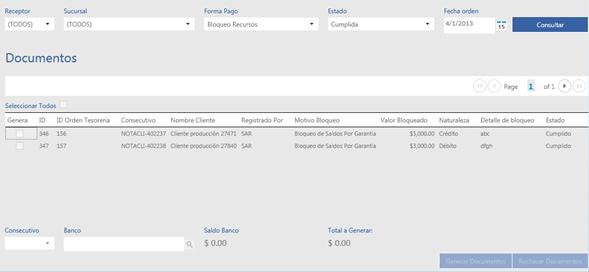 Receptor Sucursal Forma Pago Estado Fecha orden
(TODOS) (TODOS) Bloqueo Recursos Cumplida 4/1/2013 15 Consultar
Documentos
Page 1 of 1
Seleccionar Todos
Genera ID ID Orden Tesoreria Consecutivo Nombre Cliente Registrado Por Motivo Bloqueo Valor Bloqueado Naturaleza Detalle de bloqueo Estado
346 156 NOTACLI-402237 Cliente producción 27471 SAR Bloqueo de Saldos Por Garantía $5,000.00 Crédito abc Cumplido
347 157 NOTACLI-402238 Cliente producción 27840 SAR Bloqueo de Saldos Por Garantía $3,000.00 Débito dfgh Cumplido
Consecutivo Banco Saldo Banco Total a Generar:
$ 0.00 $ 0.00
Generar Documentos Rechazar Documentos